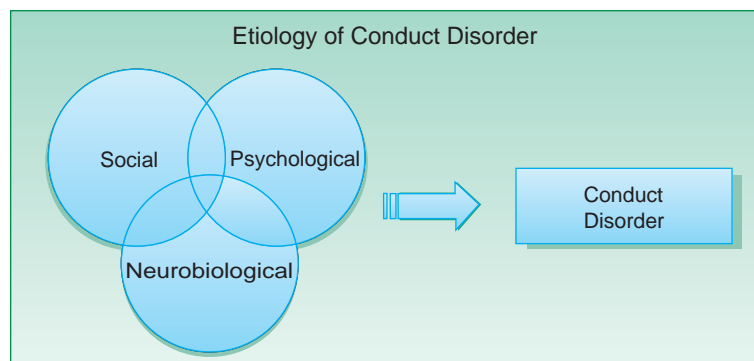 Etiology of Conduct Disorder
Social
Psychological
Neurobiological
Conduct
Disorder